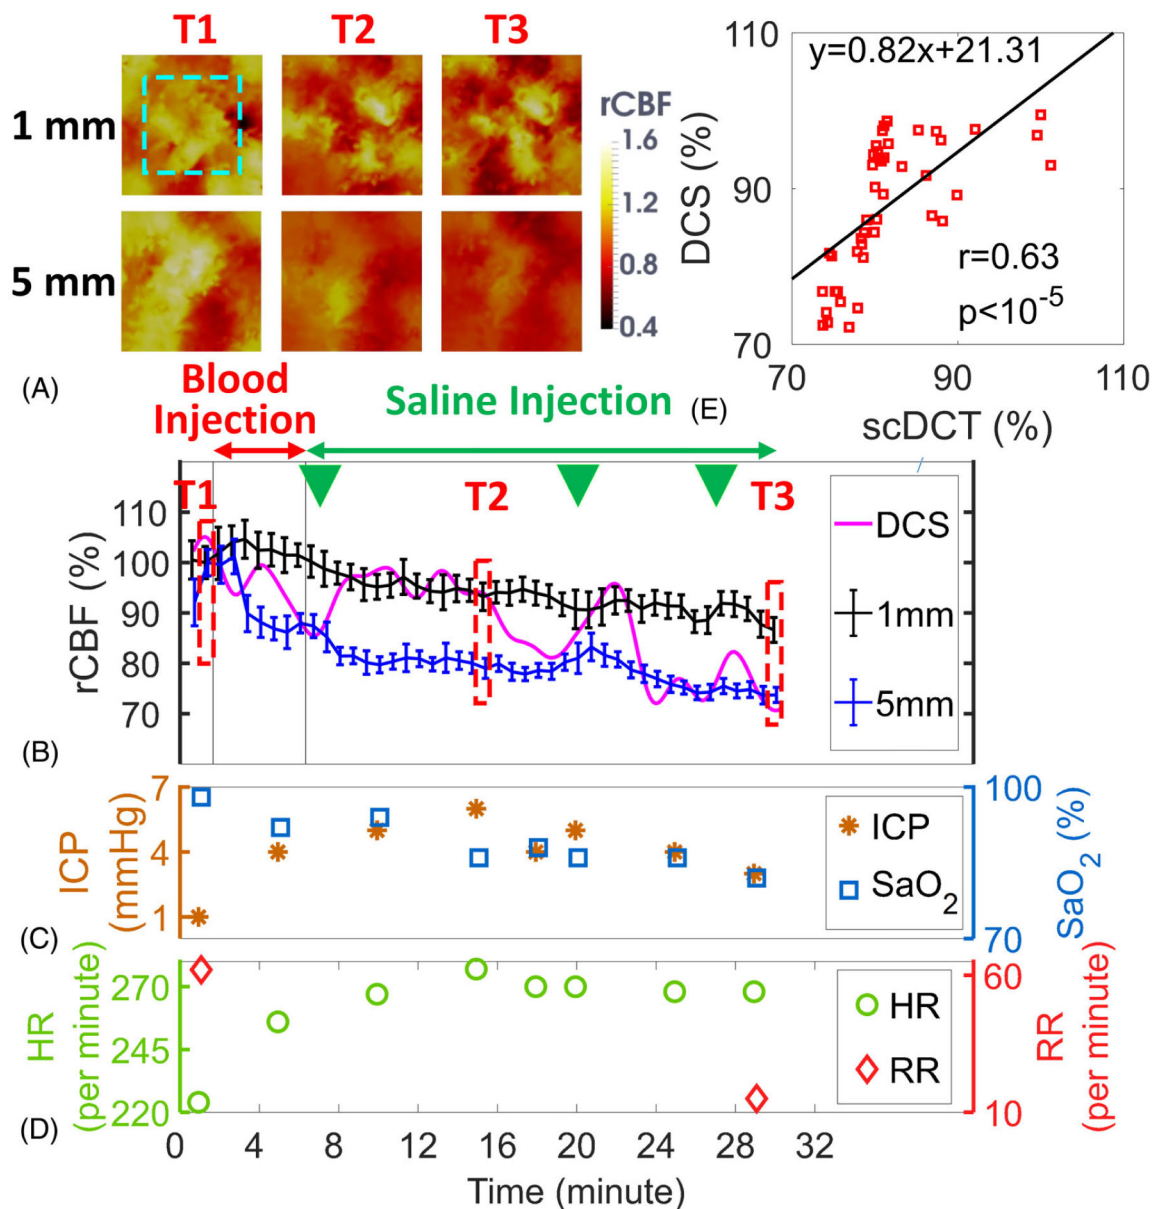 T1 T2 T3
1 mm
5 mm
rCBF
1.6
1.2
0.8
0.4
(A)
110
90
70
DCS (%)
y=0.82x+21.31
r=0.63
p<10⁻⁵
70 90 110
scDCT (%)
(E)
Blood
Injection
Saline Injection
T1 T2 T3
110
100
90
80
70
rCBF (%)
DCS
1mm
5mm
(B)
7
4
1
ICP
(mmHg)
100
70
SaO₂ (%)
ICP
SaO₂
(C)
270
245
220
HR
(per minute)
60
10
RR
(per minute)
HR
RR
(D)
0 4 8 12 16 20 24 28 32
Time (minute)